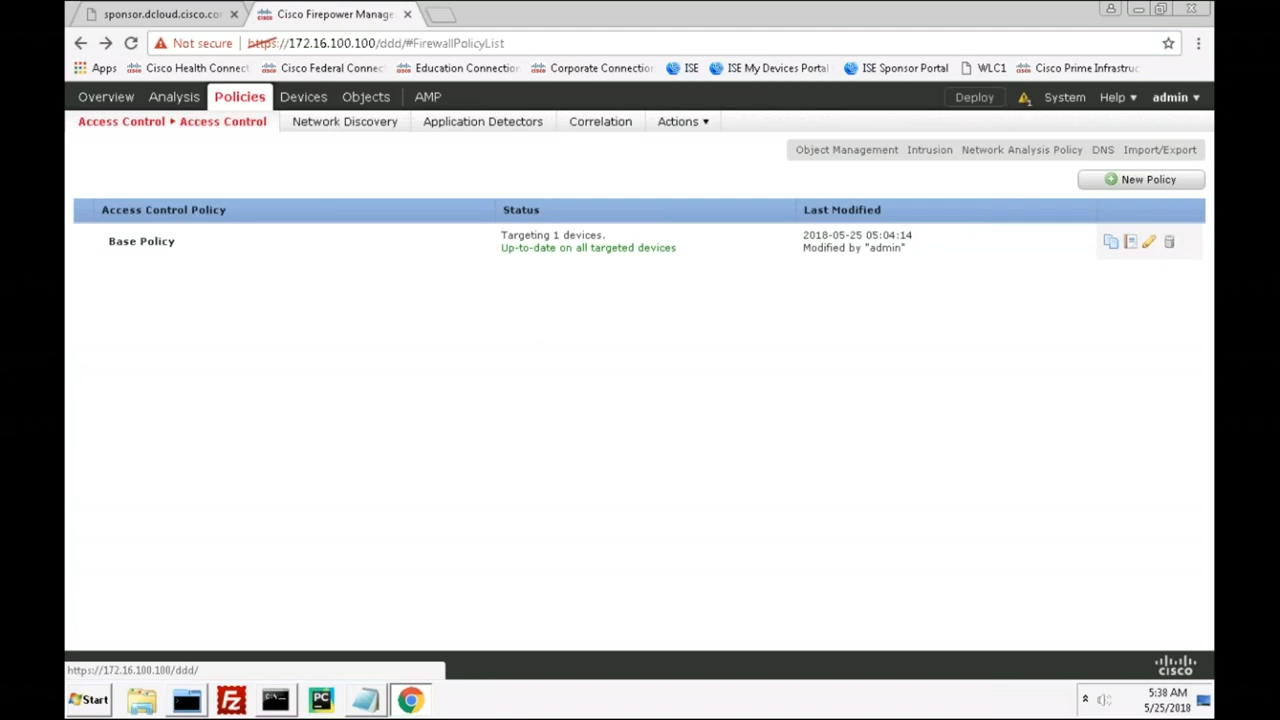 sponsor.dcloud.cisco.co
Cisco Firepower Manage
Not secure https://172.16.100.100/ddd/#FirewallPolicyList
Apps Cisco Health Connect Cisco Federal Connec Education Connection Corporate Connection ISE ISE My Devices Portal ISE Sponsor Portal WLC1 Cisco Prime Infrastruc
Overview Analysis Policies Devices Objects AMP Deploy System Help admin
Access Control Access Control Network Discovery Application Detectors Correlation Actions
Object Management Intrusion Network Analysis Policy DNS Import/Export
New Policy
Access Control Policy Status Last Modified
Base Policy
Targeting 1 devices.
Up-to-date on all targeted devices
2018-05-25 05:04:14
Modified by "admin"
cisco
https://172.16.100.100/ddd/
Start
PC
5:38 AM
5/25/2018